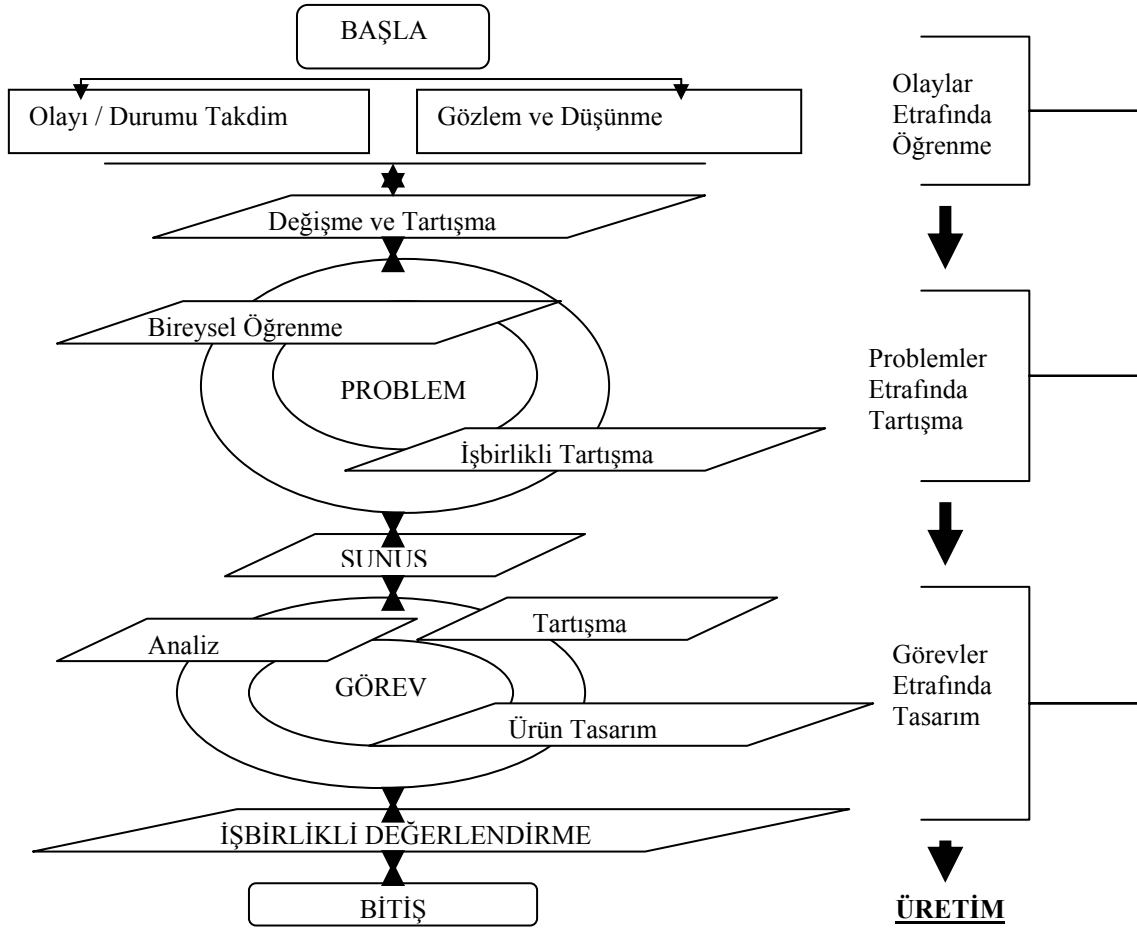 BAŞLA
Olayı / Durumu Takdim
Gözlem ve Düşünme
Değişme ve Tartışma
Bireysel Öğrenme
PROBLEM
İşbirlikli Tartışma
SUNUS
Analiz
Tartışma
GÖREV
Ürün Tasarım
İŞBİRLİKLİ DEĞERLENDİRME
BİTİŞ
Olaylar
Etrafında
Öğrenme
Problemler
Etrafında
Tartışma
Görevler
Etrafında
Tasarım
ÜRETİM